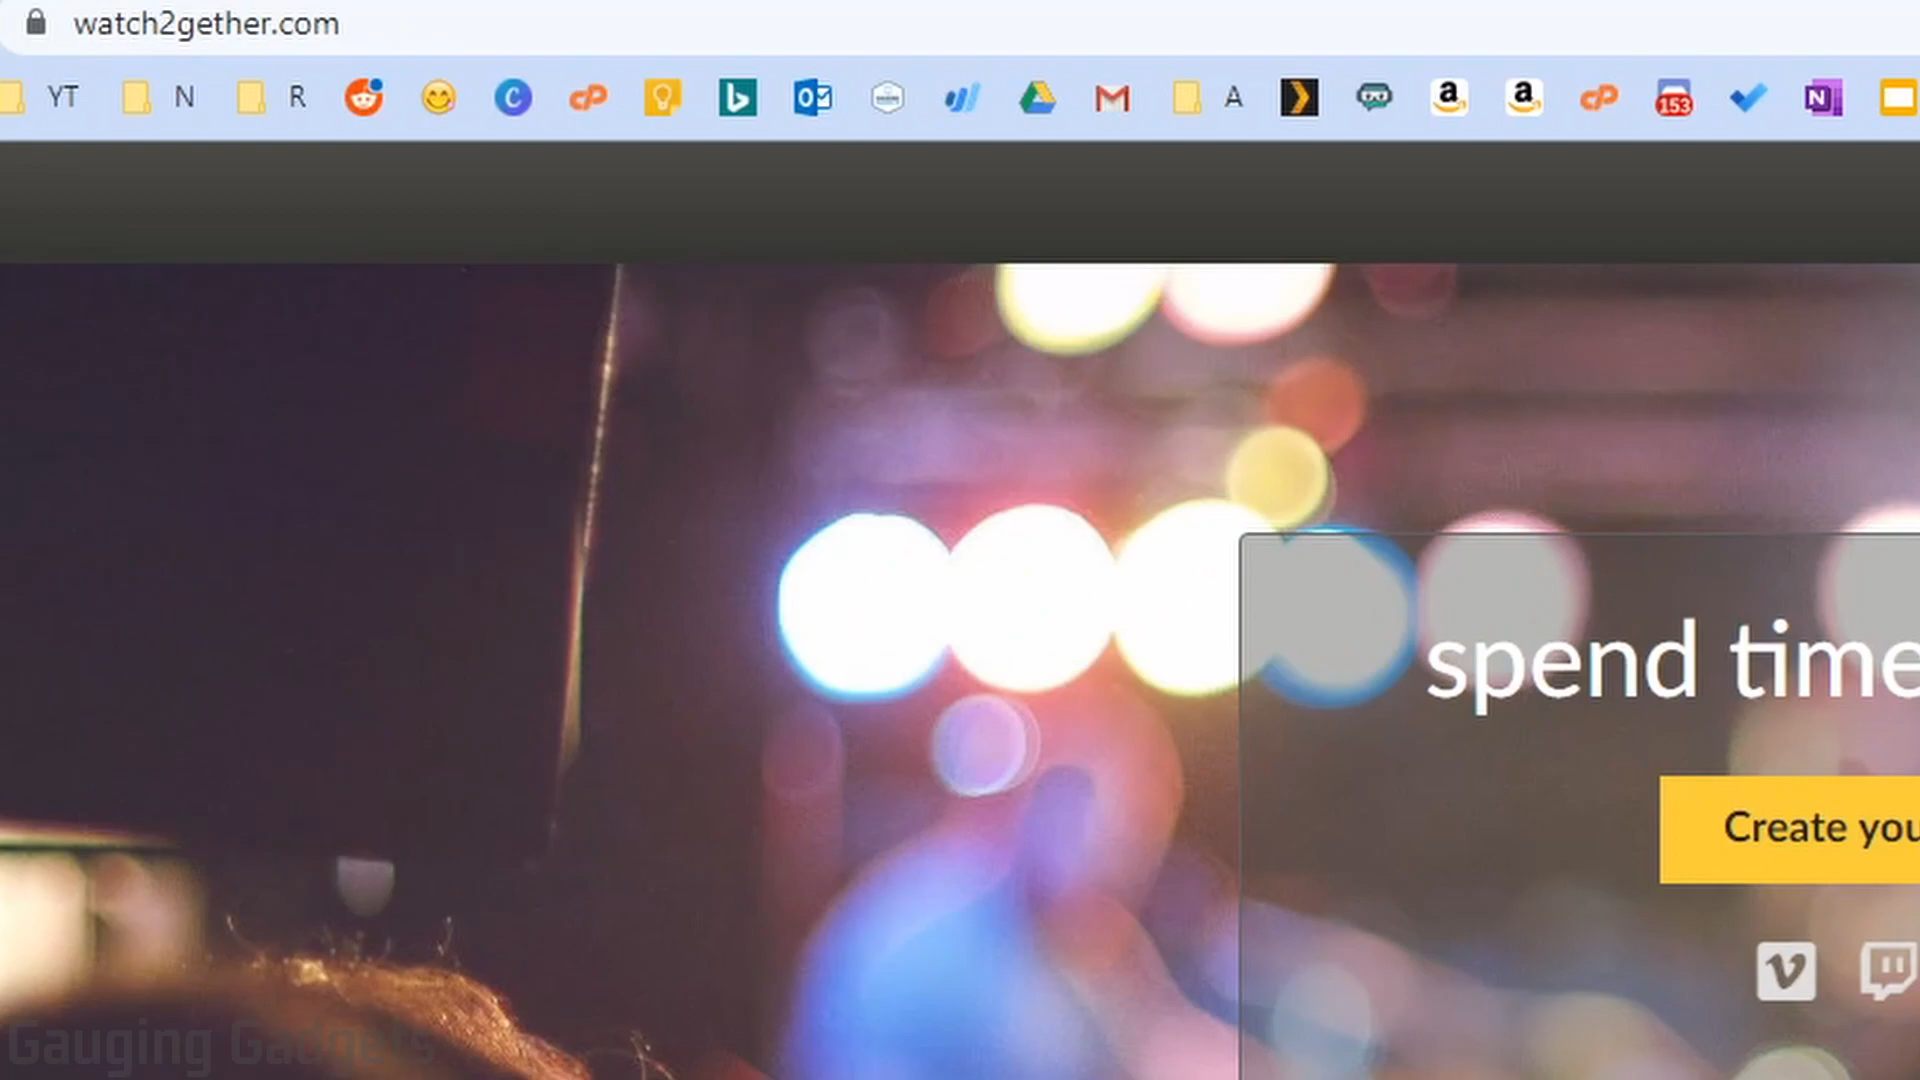 watch2gether.com
YT N R A
153
spend time
Create you
Gauging Gadgets